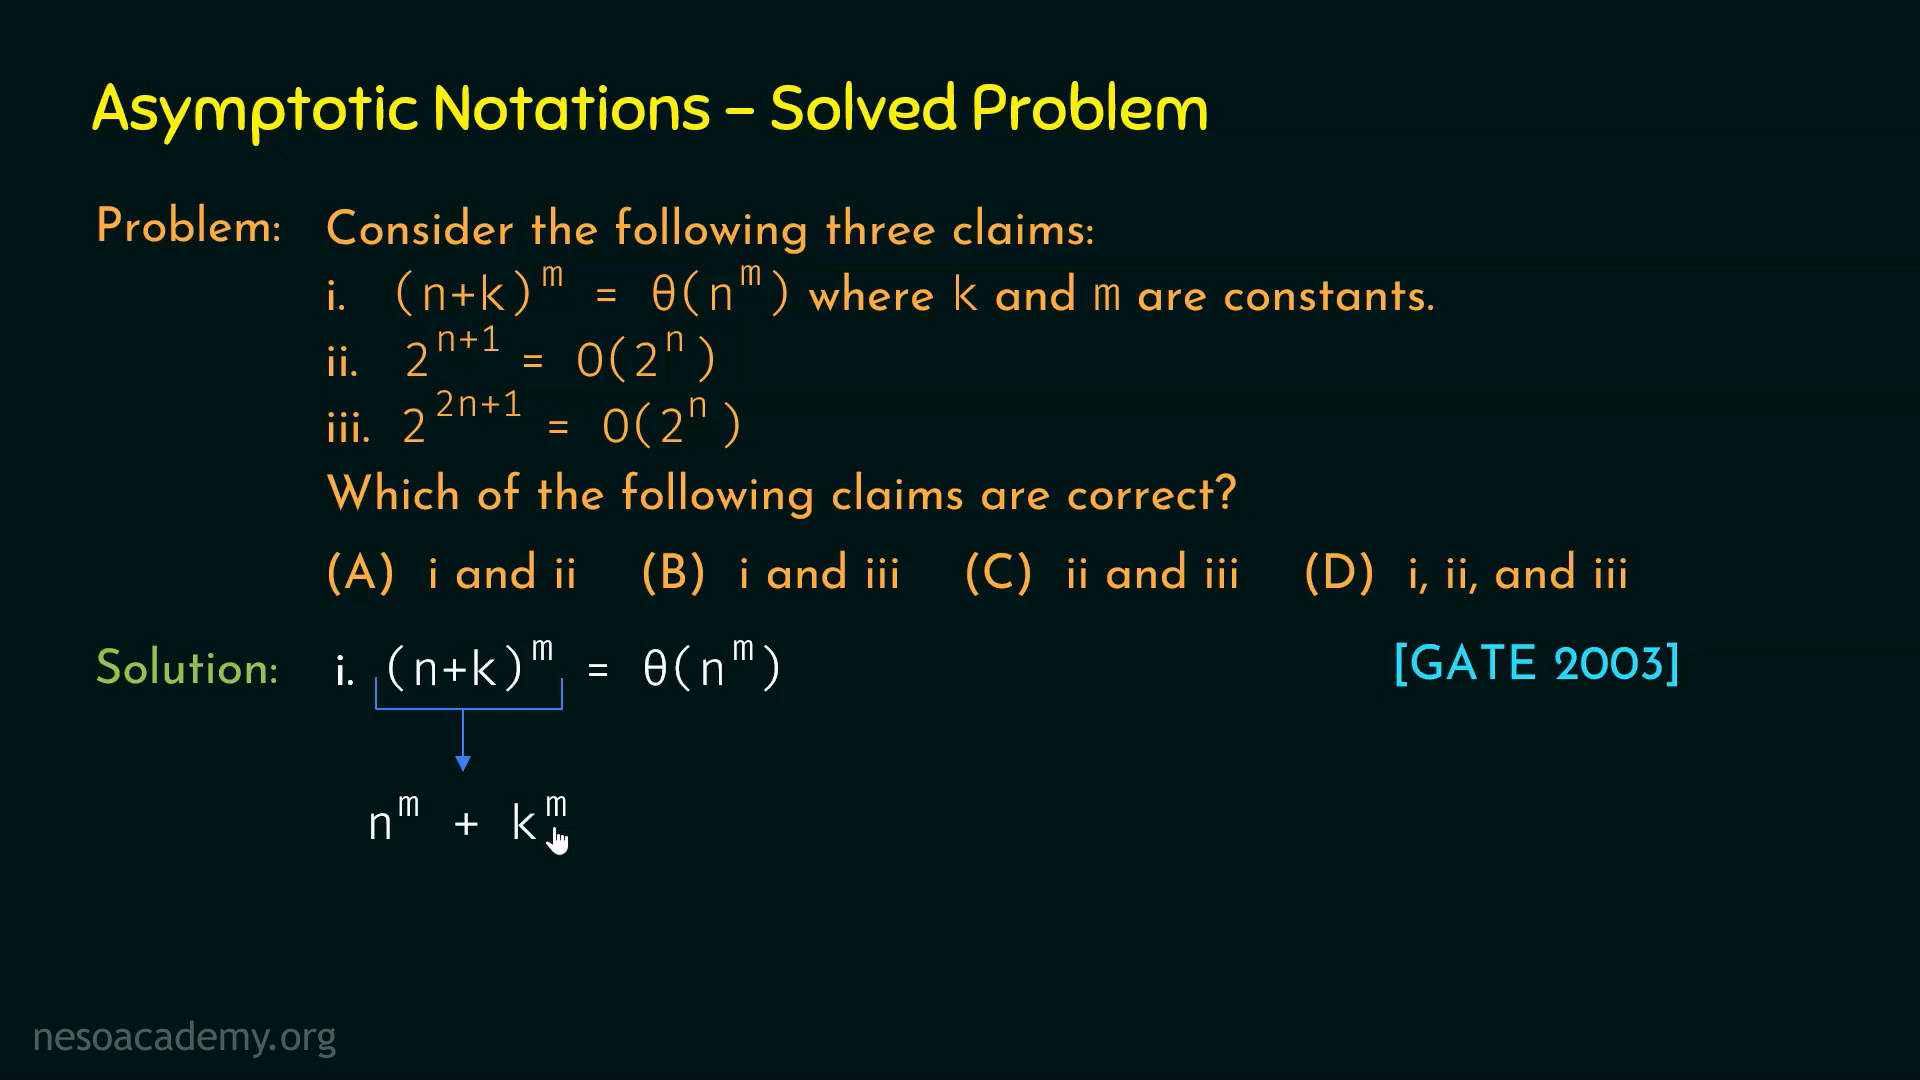 Asymptotic Notations – Solved Problem
Problem: Consider the following three claims:
i. (n+k)^m = θ(n^m) where k and m are constants.
ii. 2^n+1 = O(2^n)
iii. 2^2n+1 = O(2^n)
Which of the following claims are correct?
(A) i and ii (B) i and iii (C) ii and iii (D) i, ii, and iii
Solution: i. (n+k)^m = θ(n^m) [GATE 2003]
n^m + k^m
nesoacademy.org